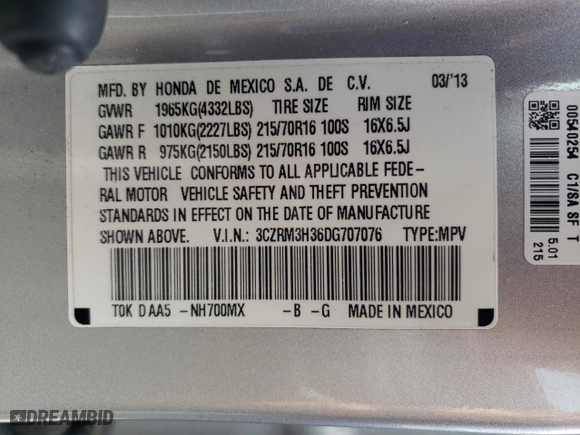 MFD. BY HONDA DE MEXICO S.A. DE C.V. 03/'13
GVWR 1965KG(4332LBS) TIRE SIZE RIM SIZE
GAWR F 1010KG(2227LBS) 215/70R16 100S 16X6.5J
GAWR R 975KG(2150LBS) 215/70R16 100S 16X6.5J
THIS VEHICLE CONFORMS TO ALL APPLICABLE FEDE-
RAL MOTOR VEHICLE SAFETY AND THEFT PREVENTION
STANDARDS IN EFFECT ON THE DATE OF MANUFACTURE
SHOWN ABOVE. V.I.N.: 3CZRM3H36DG707076 TYPE:MPV
T0K D AA5 -NH700MX -B -G MADE IN MEXICO
00540254 C1/8A 8F T
5.01
215
DREAMBID